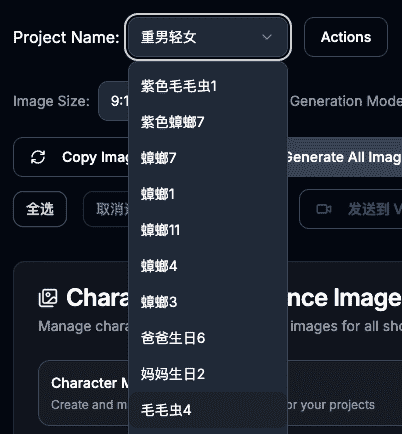 Project Name: 重男轻女 Actions
紫色毛毛虫1
Image Size: 9:1 Generation Mode
紫色蟑螂7
Copy Imag 蟑螂7 Generate All Imag
蟑螂1
全选 取消 蟑螂11 发送到 V
蟑螂4
Chara 蟑螂3 nce Image
Manage chara 爸爸生日6 images for all sho
妈妈生日2
Character M
Create and m 毛毛虫4 or your projects